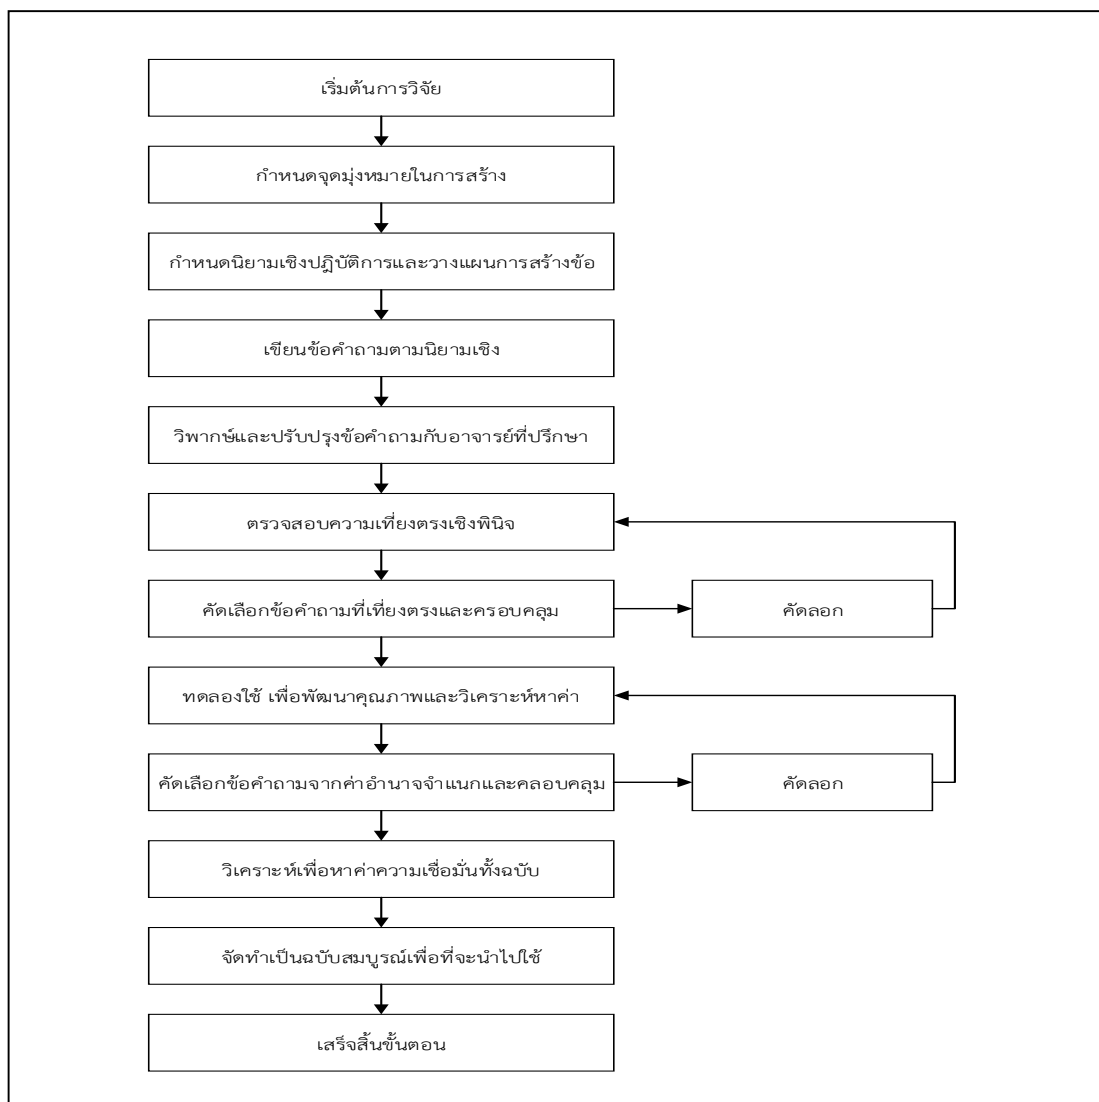 เริ่มต้นการวิจัย
กำหนดจุดมุ่งหมายในการสร้าง
กำหนดนิยามเชิงปฏิบัติการและวางแผนการสร้างข้อ
เขียนข้อคำถามตามนิยามเชิง
วิพากษ์และปรับปรุงข้อคำถามกับอาจารย์ที่ปรึกษา
ตรวจสอบความเที่ยงตรงเชิงพินิจ
คัดเลือกข้อคำถามที่เที่ยงตรงและครอบคลุม
คัดลอก
ทดลองใช้ เพื่อพัฒนาคุณภาพและวิเคราะห์หาค่า
คัดเลือกข้อคำถามจากค่าอำนาจจำแนกและคลอบคลุม
คัดลอก
วิเคราะห์เพื่อหาค่าความเชื่อมั่นทั้งฉบับ
จัดทำเป็นฉบับสมบูรณ์เพื่อที่จะนำไปใช้
เสร็จสิ้นขั้นตอน